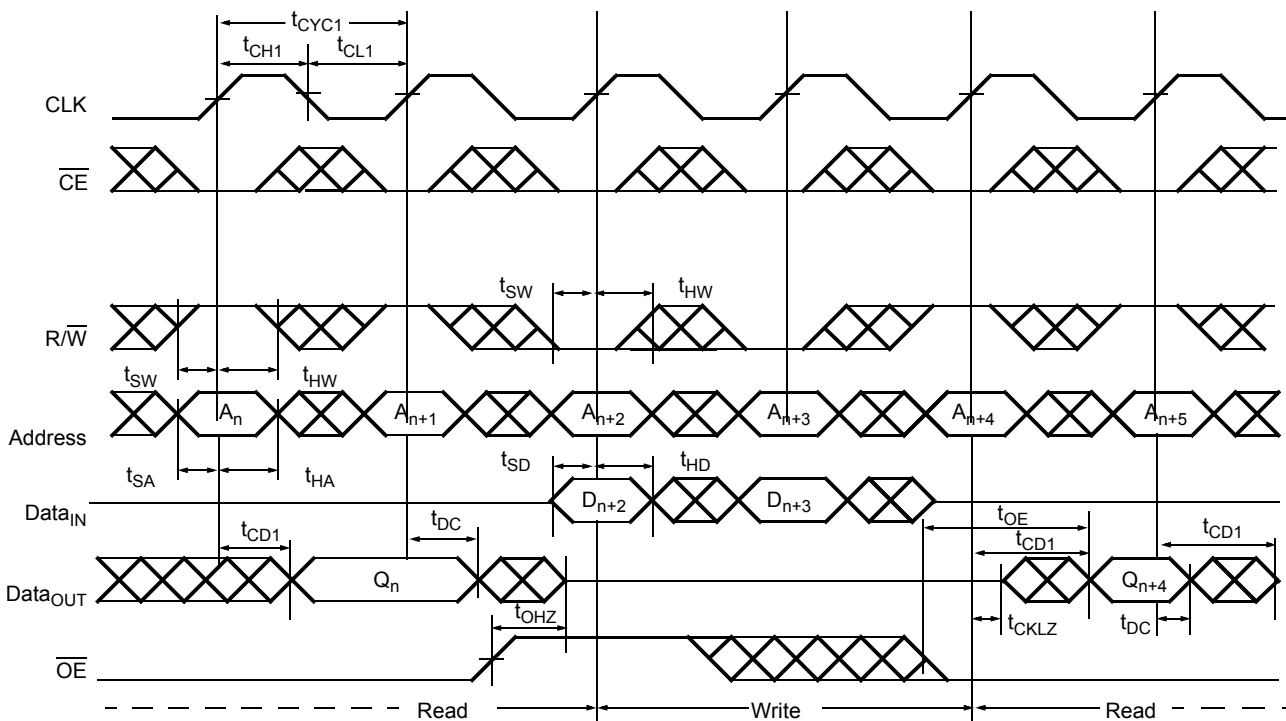 tCYC1
tCH1 tCL1
CLK
CE
tSW tHW
R/W
tSW tHW
An An+1 An+2 An+3 An+4 An+5
Address
tSA tHA tSD tHD
Dn+2 Dn+3
DataIN
tCD1 tDC tOE tCD1 tCD1
Qn Qn+4
DataOUT
tOHZ tCKLZ tDC
OE
Read Write Read